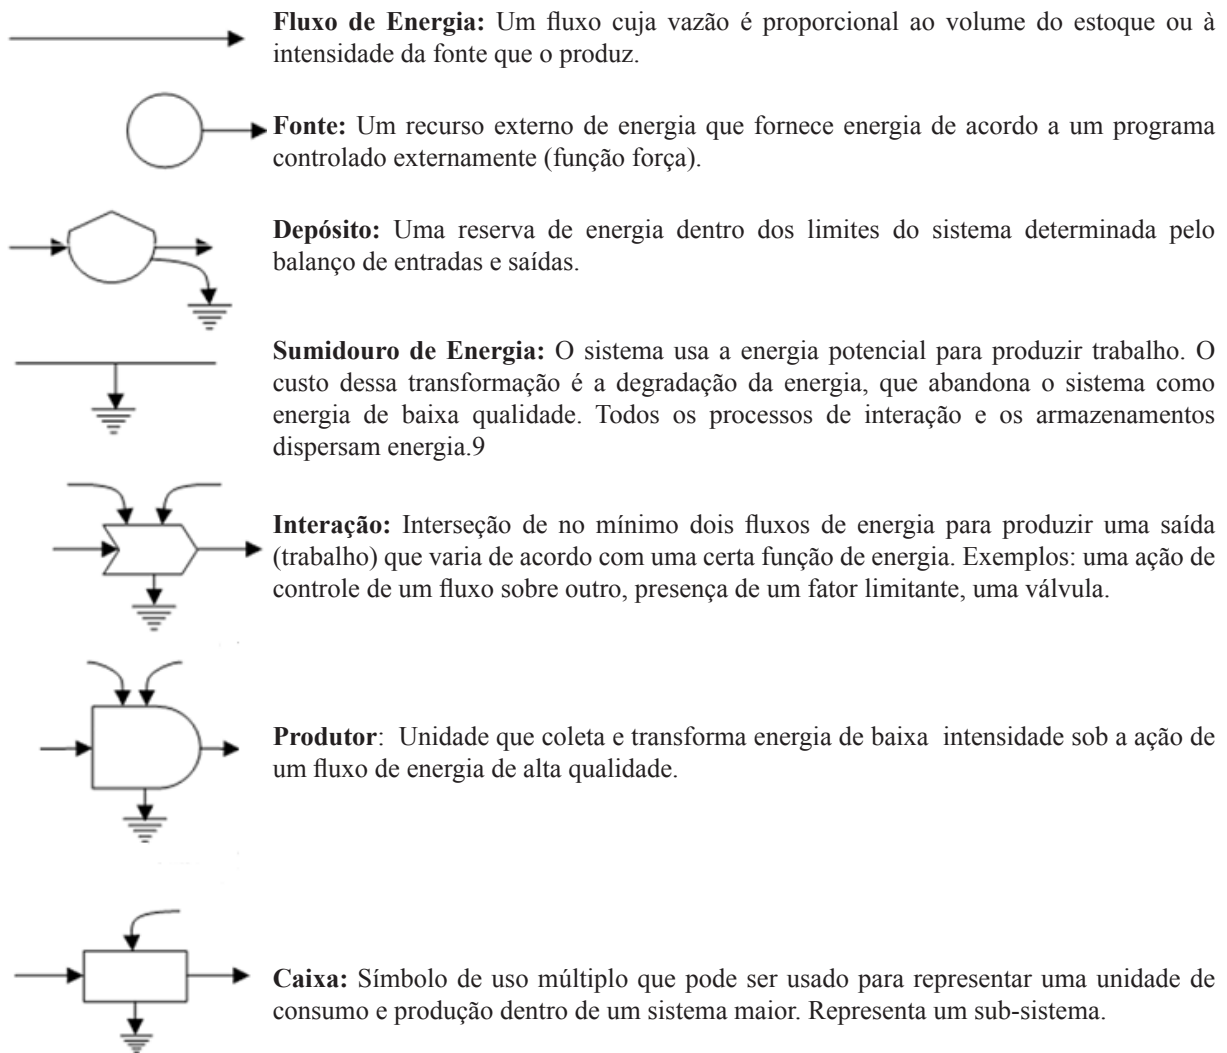 Fluxo de Energia: Um fluxo cuja vazão é proporcional ao volume do estoque ou à
intensidade da fonte que o produz.
Fonte: Um recurso externo de energia que fornece energia de acordo a um programa
controlado externamente (função força).
Depósito: Uma reserva de energia dentro dos limites do sistema determinada pelo
balanço de entradas e saídas.
Sumidouro de Energia: O sistema usa a energia potencial para produzir trabalho. O
custo dessa transformação é a degradação da energia, que abandona o sistema como
energia de baixa qualidade. Todos os processos de interação e os armazenamentos
dispersam energia.9
Interação: Interseção de no mínimo dois fluxos de energia para produzir uma saída
(trabalho) que varia de acordo com uma certa função de energia. Exemplos: uma ação de
controle de um fluxo sobre outro, presença de um fator limitante, uma válvula.
Produtor: Unidade que coleta e transforma energia de baixa intensidade sob a ação de
um fluxo de energia de alta qualidade.
Caixa: Símbolo de uso múltiplo que pode ser usado para representar uma unidade de
consumo e produção dentro de um sistema maior. Representa um sub-sistema.